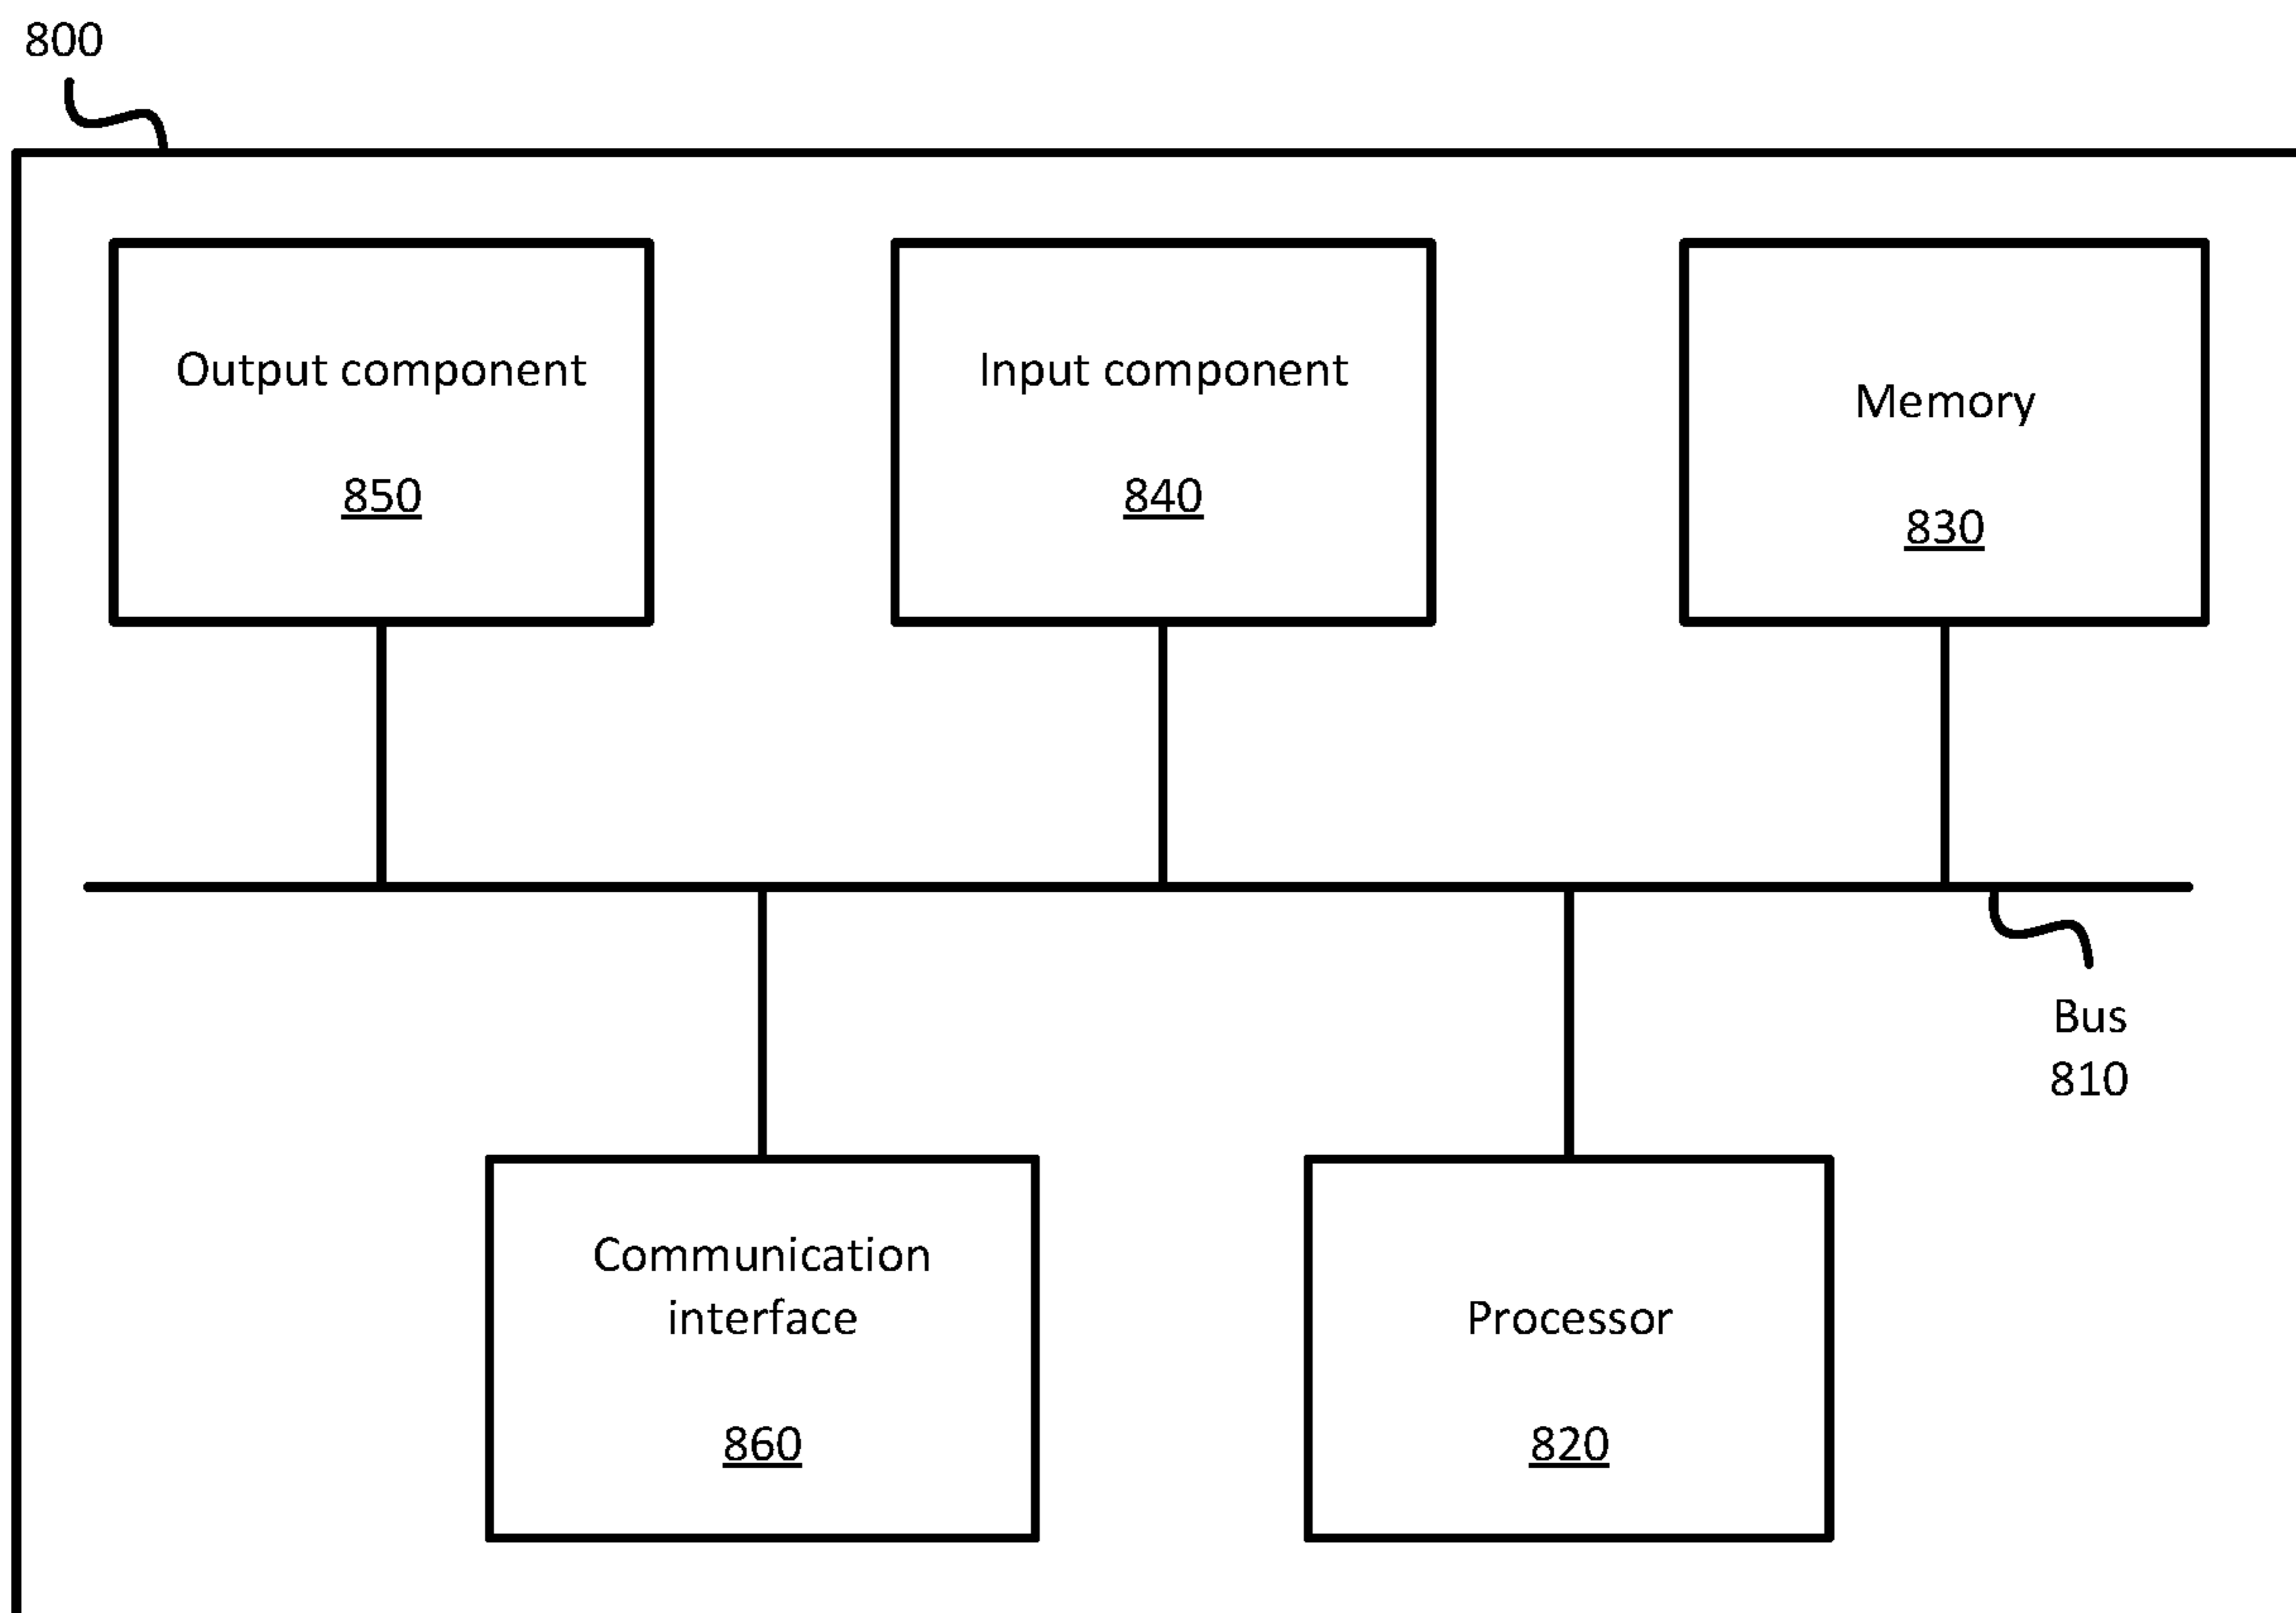 800
Output component
850
Input component
840
Memory
830
Bus
810
Communication
interface
860
Processor
820